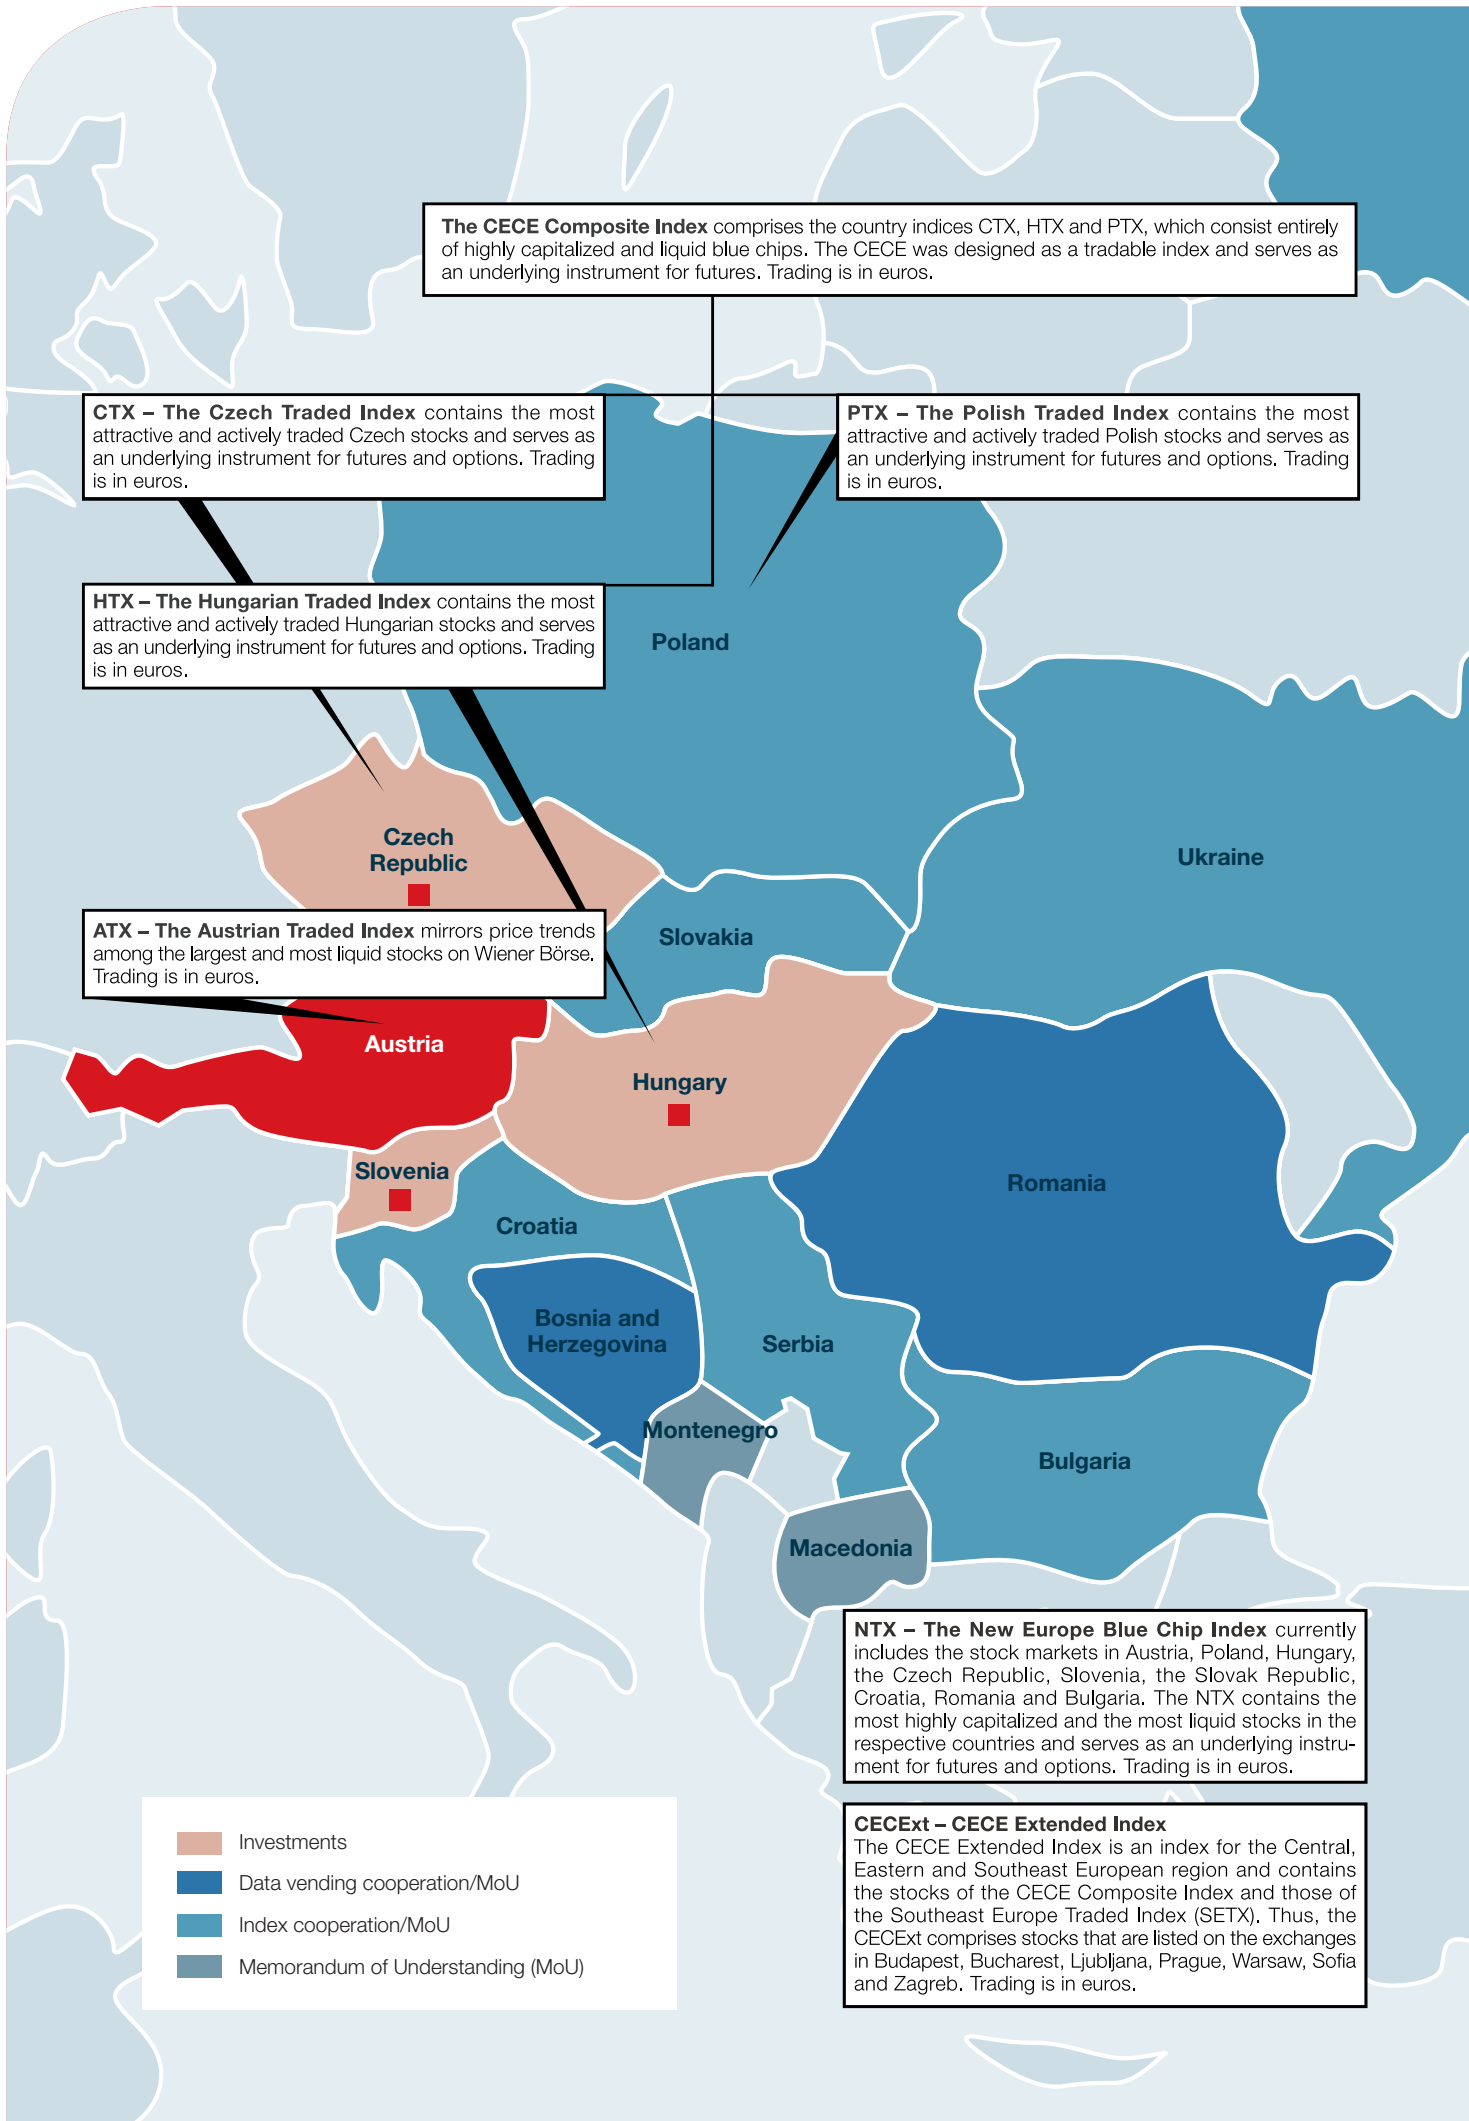 The CECE Composite Index comprises the country indices CTX, HTX and PTX, which consist entirely
of highly capitalized and liquid blue chips. The CECE was designed as a tradable index and serves as
an underlying instrument for futures. Trading is in euros.
CTX – The Czech Traded Index contains the most
attractive and actively traded Czech stocks and serves as
an underlying instrument for futures and options. Trading
is in euros.
PTX – The Polish Traded Index contains the most
attractive and actively traded Polish stocks and serves as
an underlying instrument for futures and options. Trading
is in euros.
HTX – The Hungarian Traded Index contains the most
attractive and actively traded Hungarian stocks and serves
as an underlying instrument for futures and options. Trading
is in euros.
Poland
Czech
Republic
Ukraine
ATX – The Austrian Traded Index mirrors price trends
among the largest and most liquid stocks on Wiener Börse.
Trading is in euros.
Slovakia
Austria
Hungary
Slovenia
Romania
Croatia
Bosnia and
Herzegovina
Serbia
Montenegro
Bulgaria
Macedonia
NTX – The New Europe Blue Chip Index currently
includes the stock markets in Austria, Poland, Hungary,
the Czech Republic, Slovenia, the Slovak Republic,
Croatia, Romania and Bulgaria. The NTX contains the
most highly capitalized and the most liquid stocks in the
respective countries and serves as an underlying instru-
ment for futures and options. Trading is in euros.
CECExt – CECE Extended Index
The CECE Extended Index is an index for the Central,
Eastern and Southeast European region and contains
the stocks of the CECE Composite Index and those of
the Southeast Europe Traded Index (SETX). Thus, the
CECExt comprises stocks that are listed on the exchanges
in Budapest, Bucharest, Ljubljana, Prague, Warsaw, Sofia
and Zagreb. Trading is in euros.
Investments
Data vending cooperation/MoU
Index cooperation/MoU
Memorandum of Understanding (MoU)